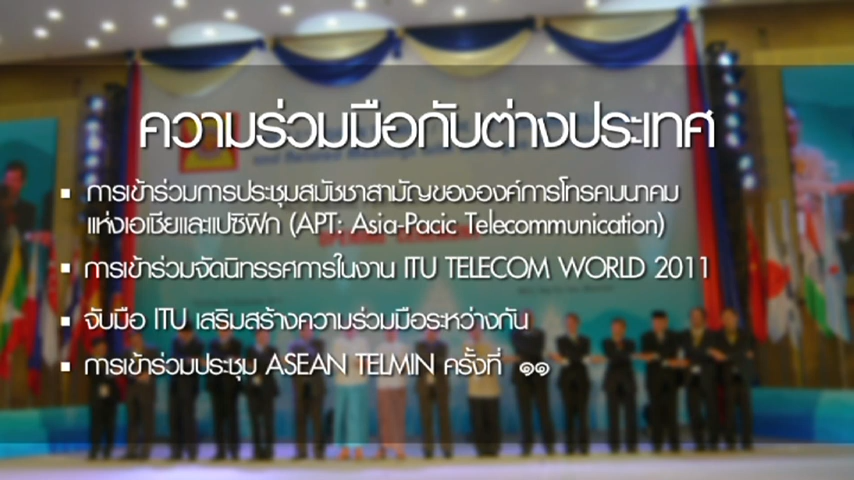 ความร่วมมือกับต่างประเทศ
▪ การเข้าร่วมการประชุมสมัชชาสามัญขององค์การโทรคมนาคม
แห่งเอเชียและแปซิฟิก (APT: Asia-Pacic Telecommunication)
▪ การเข้าร่วมจัดนิทรรศการในงาน ITU TELECOM WORLD 2011
▪ จับมือ ITU เสริมสร้างความร่วมมือระหว่างกัน
▪ การเข้าร่วมประชุม ASEAN TELMIN ครั้งที่ ๑๑